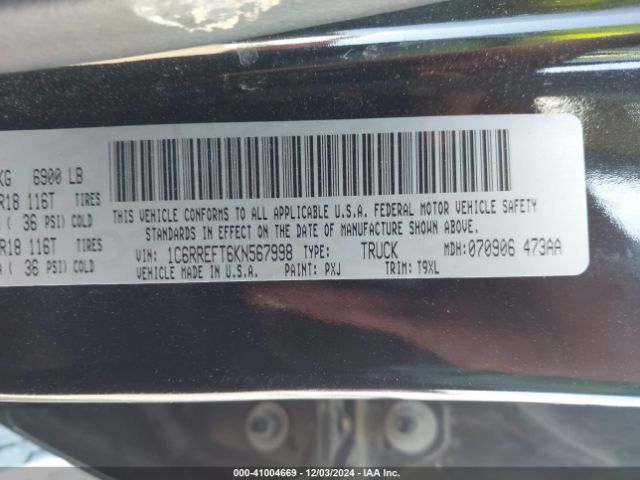 KG 6900 LB
R18 116T TIRES
( 36 PSI) COLD
R18 116T TIRES
( 36 PSI) COLD
THIS VEHICLE CONFORMS TO ALL APPLICABLE U.S.A. FEDERAL MOTOR VEHICLE SAFETY
STANDARDS IN EFFECT ON THE DATE OF MANUFACTURE SHOWN ABOVE.
VIN: 1C6RREFT6KN567998 TYPE: TRUCK MDH:070906 473AA
VEHICLE MADE IN U.S.A. PAINT: PXJ TRIM: T9XL
000-41004669 - 12/03/2024 - IAA Inc.